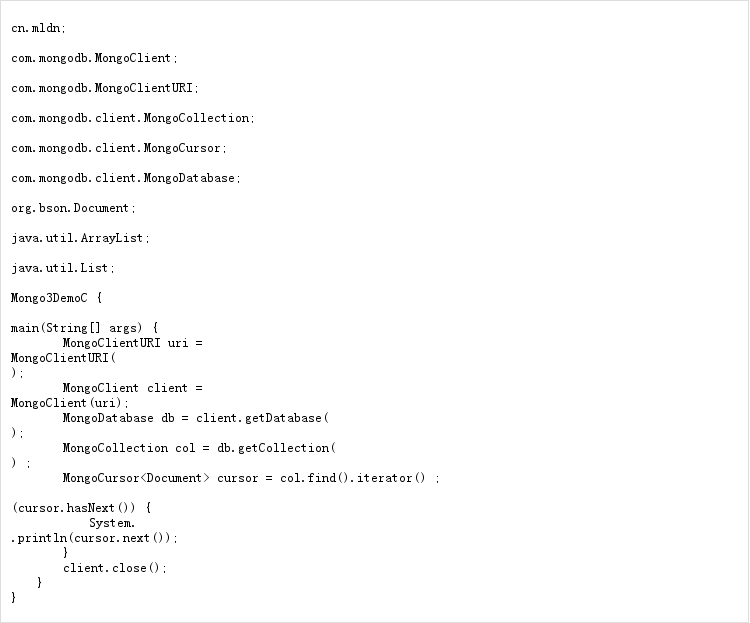 cn.mldn;
com.mongodb.MongoClient;
com.mongodb.MongoClientURI;
com.mongodb.client.MongoCollection;
com.mongodb.client.MongoCursor;
com.mongodb.client.MongoDatabase;
org.bson.Document;
java.util.ArrayList;
java.util.List;
Mongo3DemoC {
main(String[] args) {
MongoClientURI uri =
MongoClientURI(
);
MongoClient client =
MongoClient(uri);
MongoDatabase db = client.getDatabase(
);
MongoCollection col = db.getCollection(
) ;
MongoCursor<Document> cursor = col.find().iterator() ;
(cursor.hasNext()) {
System.
.println(cursor.next());
}
client.close();
}
}